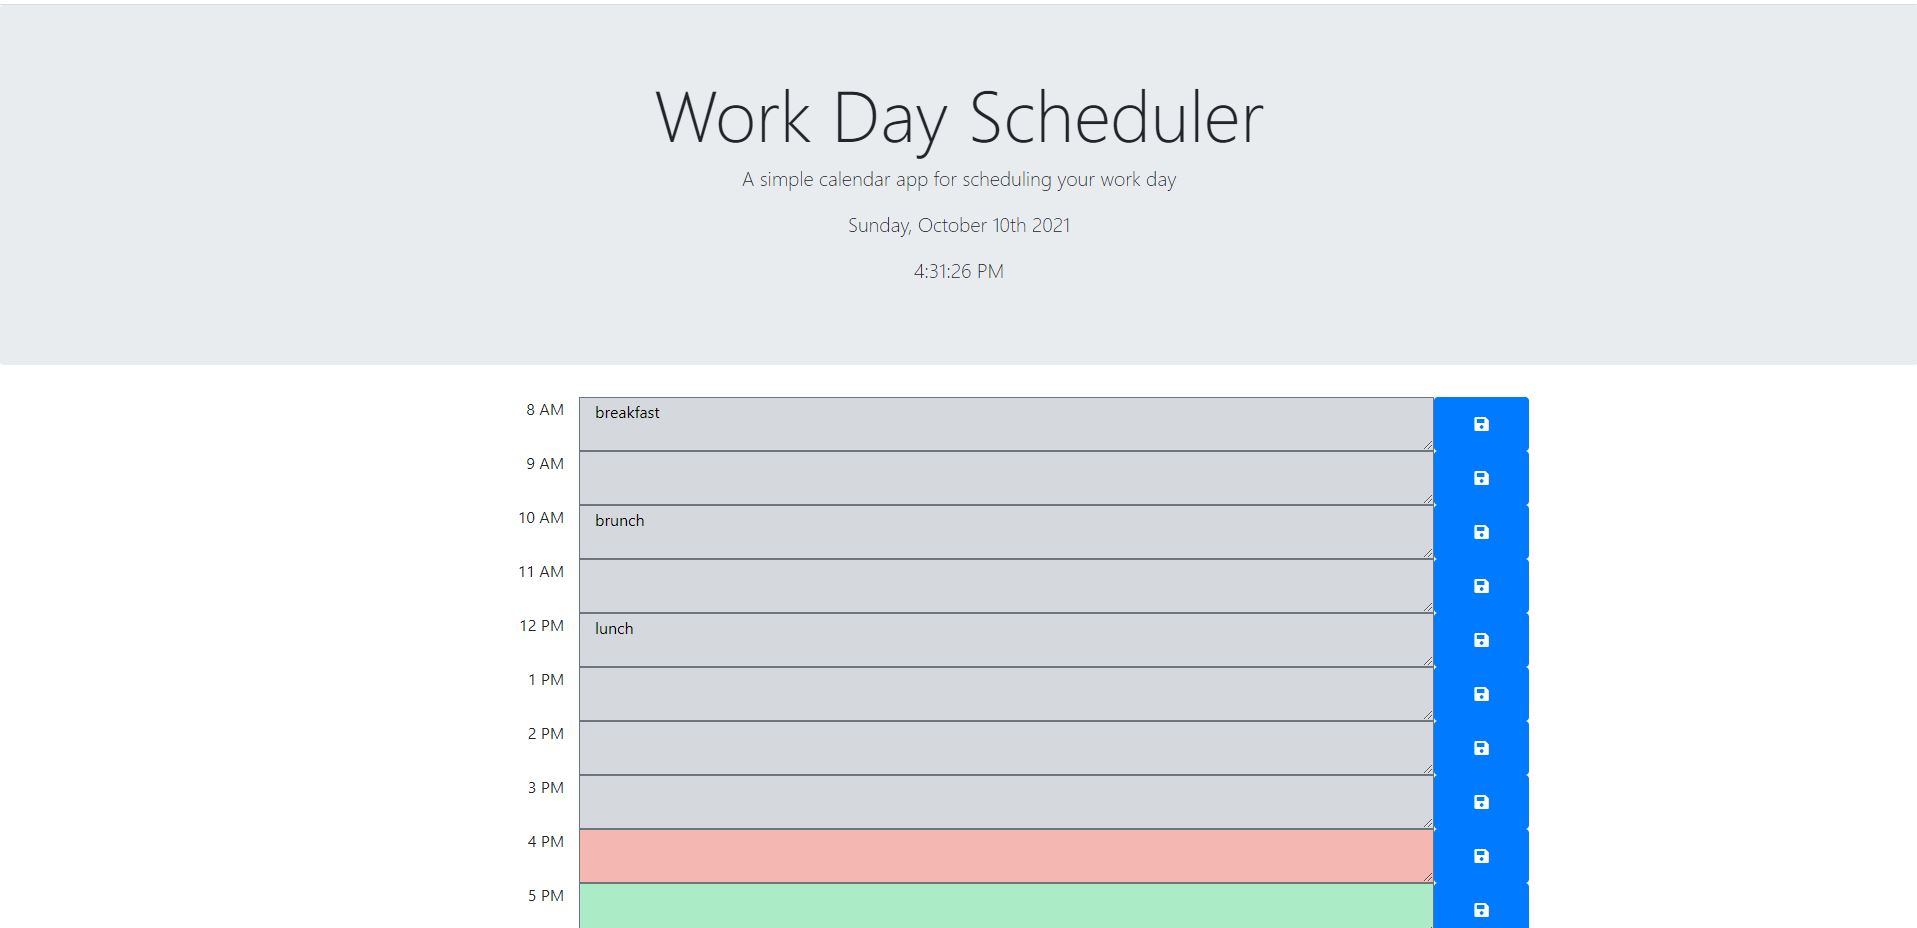 Work Day Scheduler
A simple calendar app for scheduling your work day
Sunday, October 10th 2021
4:31:26 PM
8 AM breakfast
9 AM
10 AM brunch
11 AM
12 PM lunch
1 PM
2 PM
3 PM
4 PM
5 PM